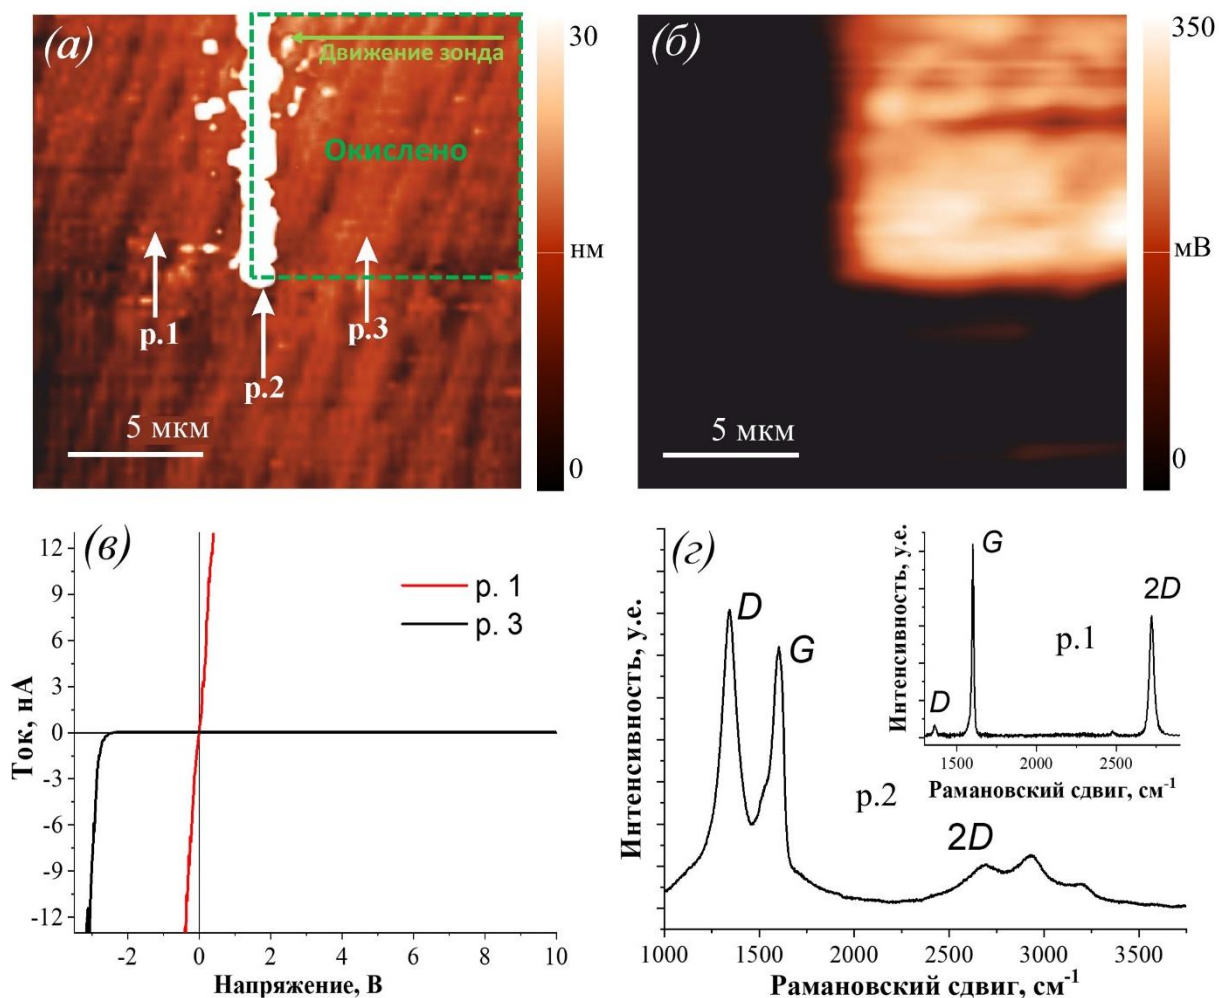 (а)
Движение зонда
Окислено
р.1
р.2
р.3
5 мкм
30
нм
0
(б)
5 мкм
350
мВ
0
(в)
12
9
6
3
0
-3
-6
-9
-12
Ток, нА
р. 1
р. 3
-2 0 2 4 6 8 10
Напряжение, В
(г)
Интенсивность, у.е.
D
G
2D
р.2
1000 1500 2000 2500 3000 3500
Рамановский сдвиг, см-1
Интенсивность, у.е.
D
G
2D
р.1
1500 2000 2500
Рамановский сдвиг, см-1